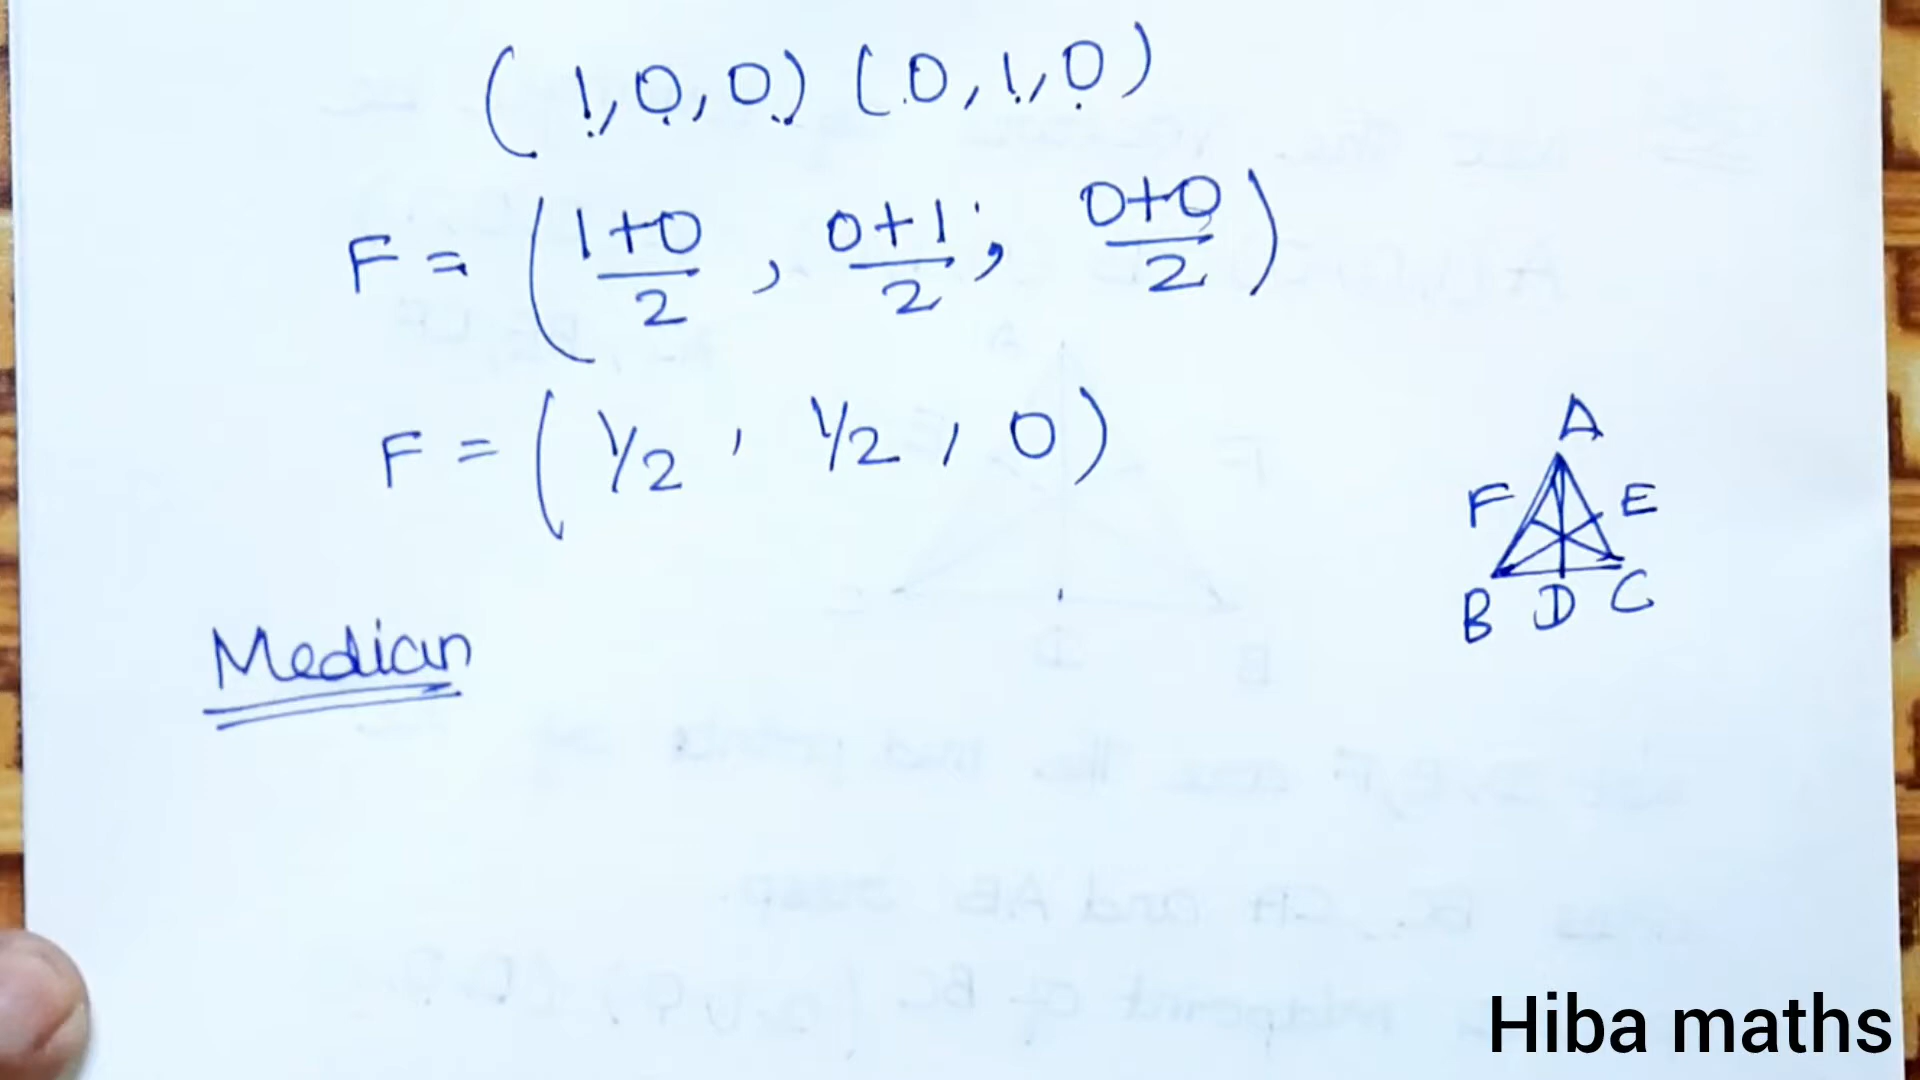 (1, 0, 0) (0, 1, 0)
F = (1+0/2, 0+1/2, 0+0/2)
F = (1/2, 1/2, 0)
A
F E
B D C
Median
Hiba maths